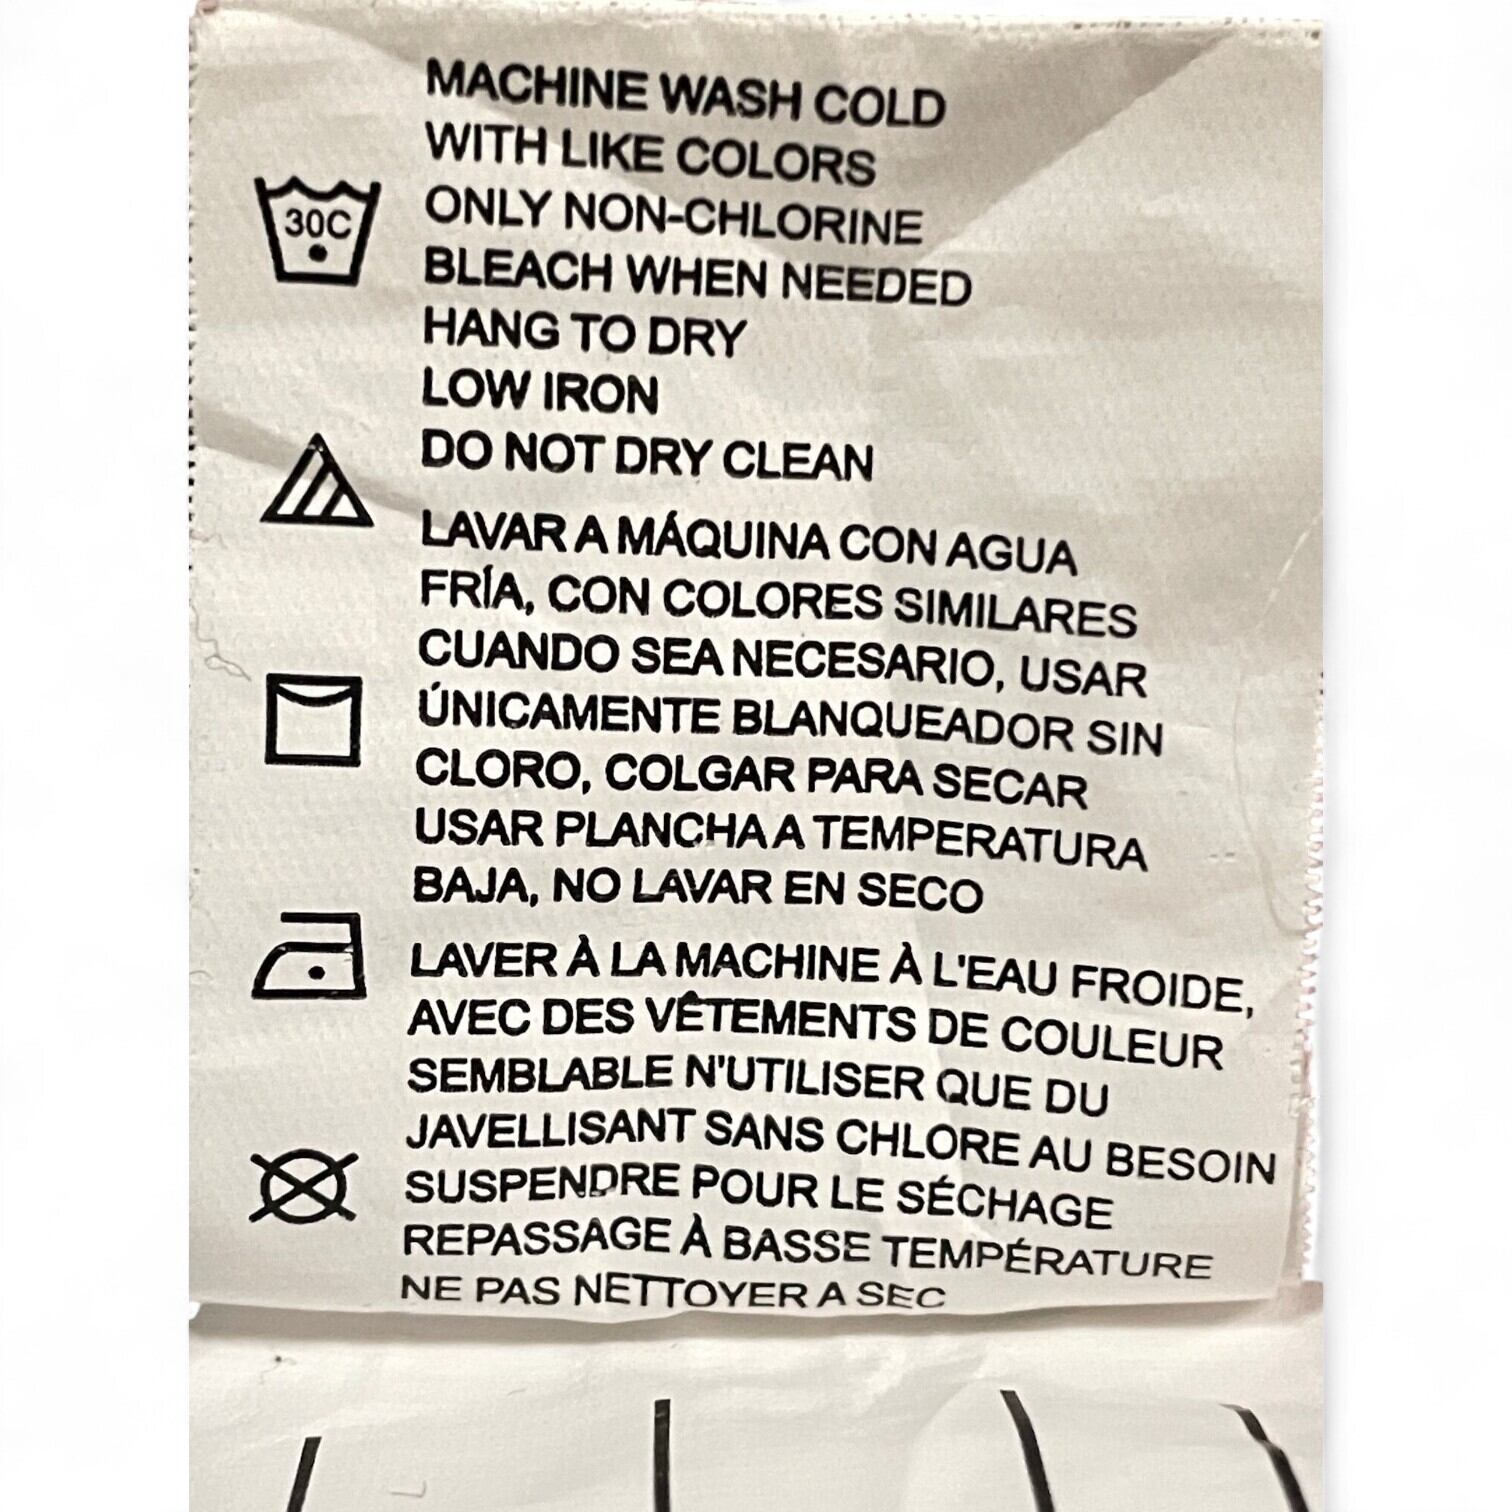 MACHINE WASH COLD
WITH LIKE COLORS
ONLY NON-CHLORINE
BLEACH WHEN NEEDED
HANG TO DRY
LOW IRON
DO NOT DRY CLEAN
30C
LAVAR A MÁQUINA CON AGUA
FRÍA, CON COLORES SIMILARES
CUANDO SEA NECESARIO, USAR
ÚNICAMENTE BLANQUEADOR SIN
CLORO, COLGAR PARA SECAR
USAR PLANCHA A TEMPERATURA
BAJA, NO LAVAR EN SECO
LAVER À LA MACHINE À L'EAU FROIDE,
AVEC DES VÊTEMENTS DE COULEUR
SEMBLABLE N'UTILISER QUE DU
JAVELLISANT SANS CHLORE AU BESOIN
SUSPENDRE POUR LE SÉCHAGE
REPASSAGE À BASSE TEMPÉRATURE
NE PAS NETTOYER A SEC